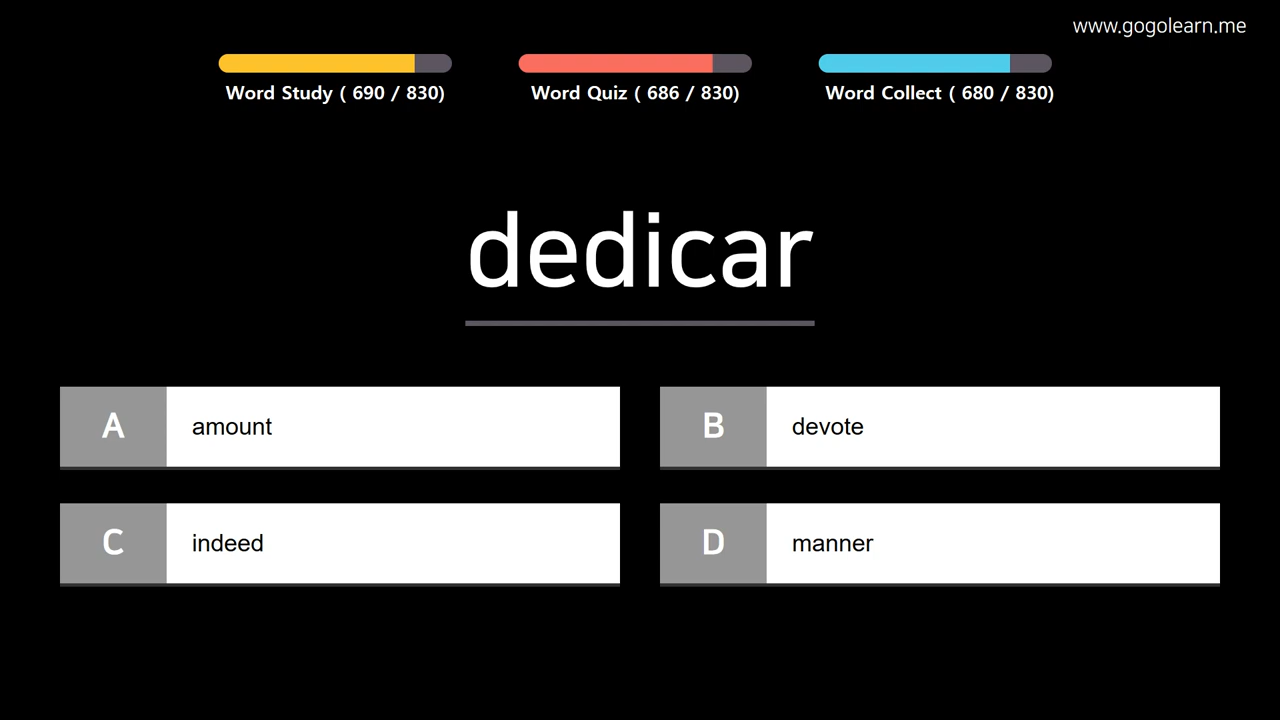 www.gogolearn.me
Word Study ( 690 / 830)
Word Quiz ( 686 / 830)
Word Collect ( 680 / 830)
dedicar
A amount
B devote
C indeed
D manner